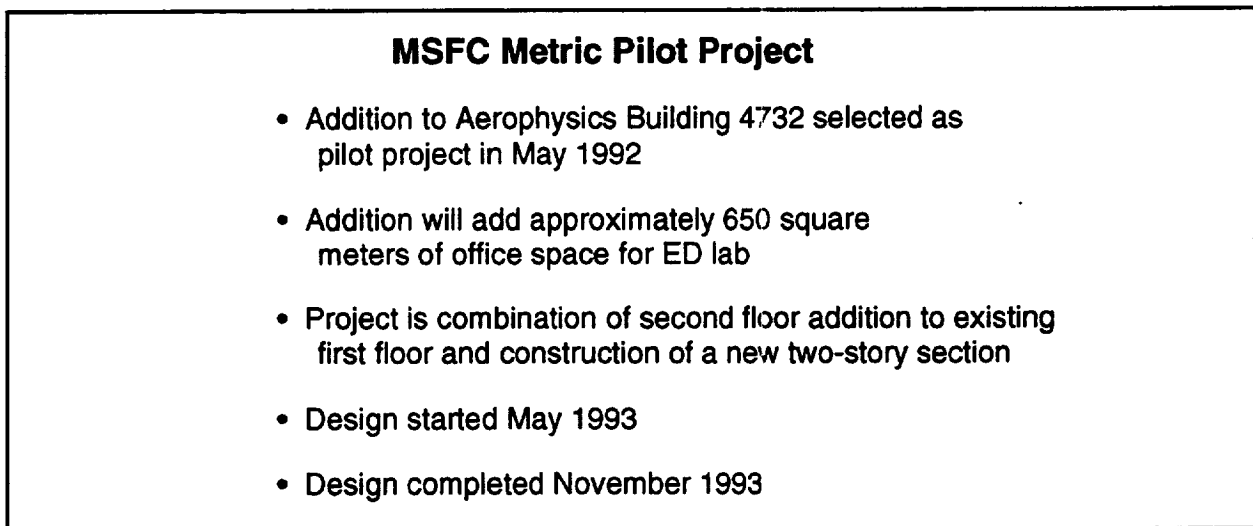 MSFC Metric Pilot Project
• Addition to Aerophysics Building 4732 selected as
pilot project in May 1992
• Addition will add approximately 650 square
meters of office space for ED lab
• Project is combination of second floor addition to existing
first floor and construction of a new two-story section
• Design started May 1993
• Design completed November 1993